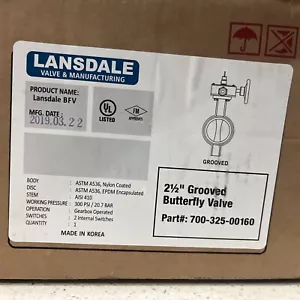 LANSDALE
VALVE & MANUFACTURING
PRODUCT NAME:
Lansdale BFV
MFG. DATE:
2019.03.22
UL
LISTED
FM
APPROVED
GROOVED
BODY : ASTM A536, Nylon Coated
DISC : ASTM A536, EPDM Encapsulated
STEM : AISI 410
WORKING PRESSURE : 300 PSI / 20.7 BAR
OPERATION : Gearbox Operated
SWITCHES : 2 Internal Switches
QUANTITY : 1
MADE IN KOREA
2½" Grooved
Butterfly Valve
Part#: 700-325-00160